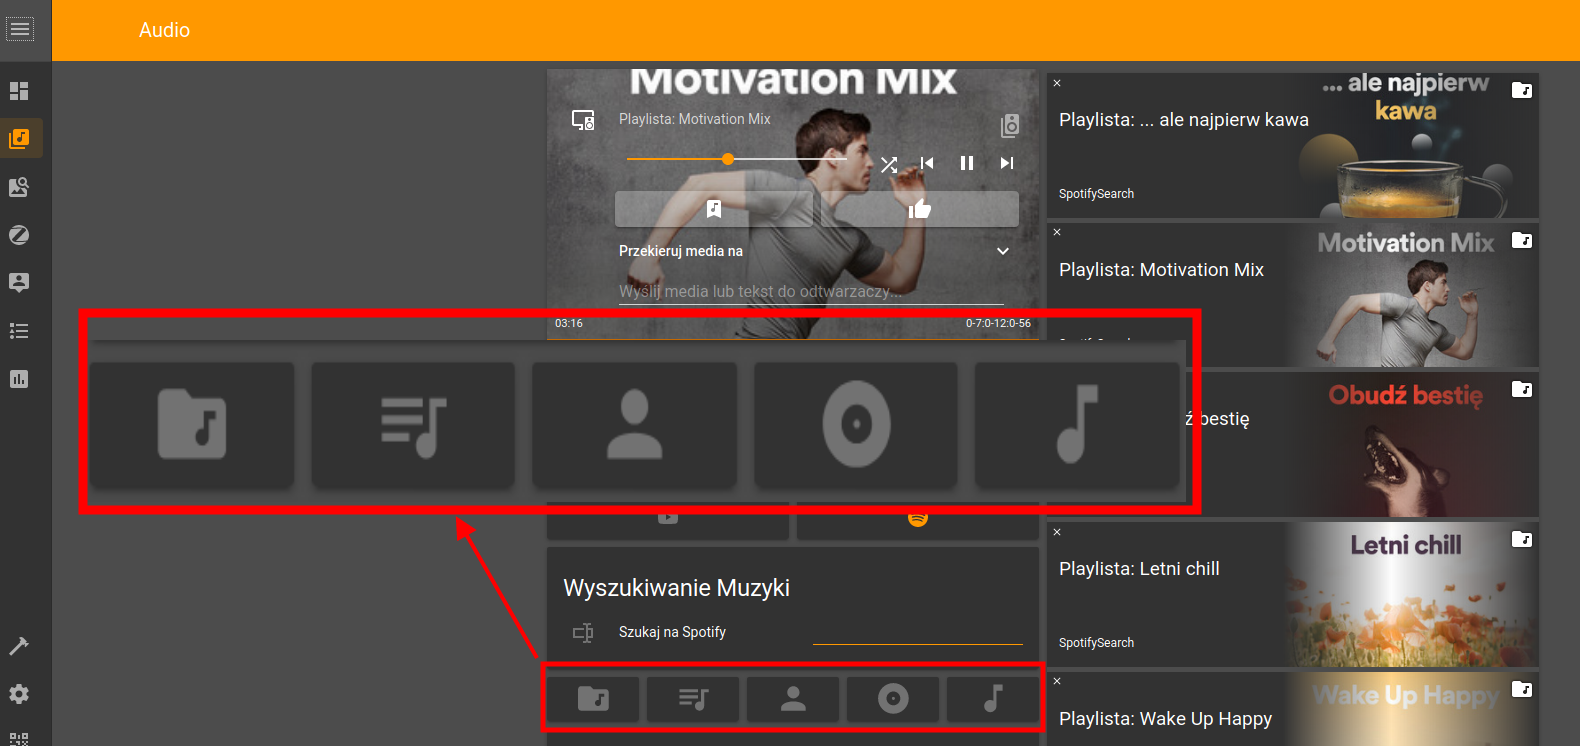 Audio
Motivation Mix
Playlista: Motivation Mix
Przekieruj media na
Wyślij media lub tekst do odtwarzaczy...
03:16
0-7:0-12:0-56
Wyszukiwanie Muzyki
Szukaj na Spotify
... ale najpierw
kawa
Playlista: ... ale najpierw kawa
SpotifySearch
Motivation Mix
Playlista: Motivation Mix
Obudź bestię
ź bestię
Letni chill
Playlista: Letni chill
SpotifySearch
Wake Up Happy
Playlista: Wake Up Happy